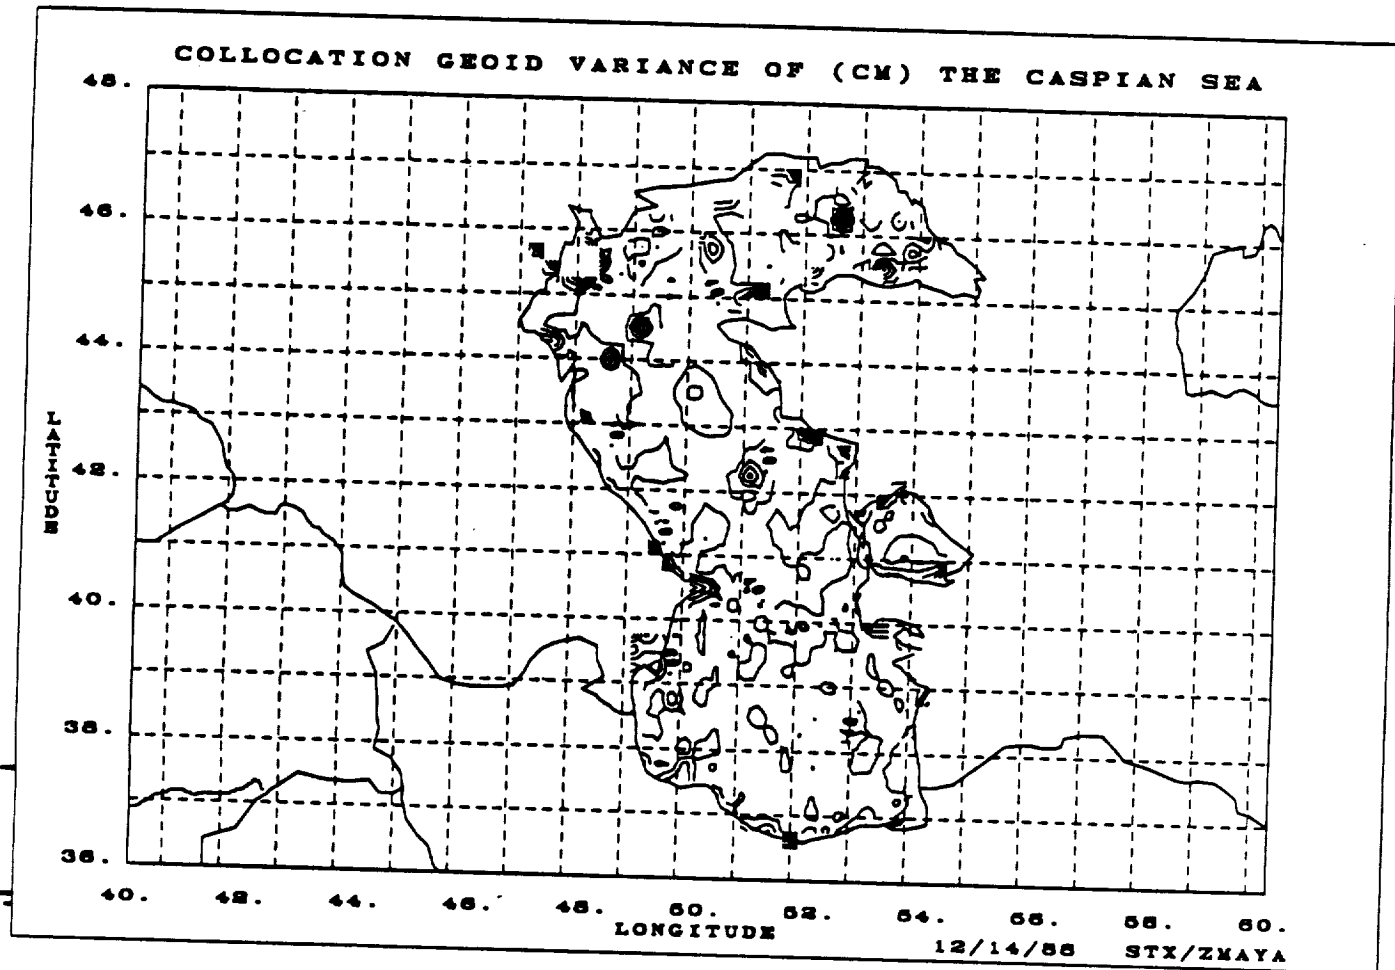 COLLOCATION GEOID VARIANCE OF (CM) THE CASPIAN SEA
48.
46.
44.
42.
40.
38.
36.
LATITUDE
40. 42. 44. 46. 48. 50. 52. 54. 56. 58. 60.
LONGITUDE
12/14/88 STX/ZMAYA